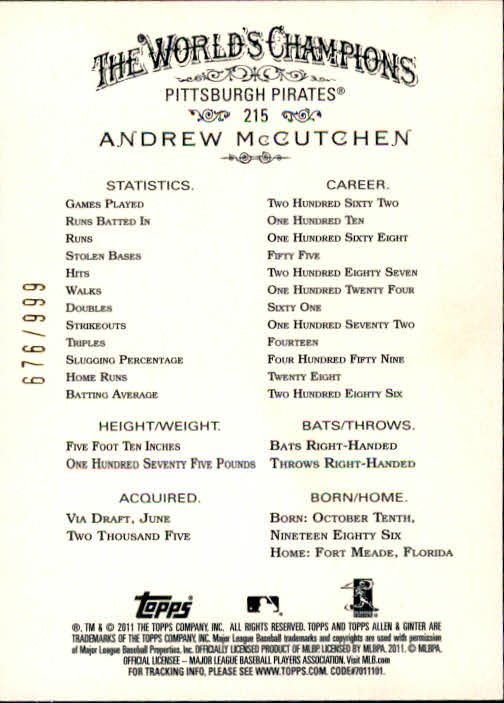 THE WORLD'S CHAMPIONS
PITTSBURGH PIRATES®
215
ANDREW McCUTCHEN
STATISTICS. CAREER.
GAMES PLAYED TWO HUNDRED SIXTY TWO
RUNS BATTED IN ONE HUNDRED TEN
RUNS ONE HUNDRED SIXTY EIGHT
STOLEN BASES FIFTY FIVE
HITS TWO HUNDRED EIGHTY SEVEN
WALKS ONE HUNDRED TWENTY FOUR
DOUBLES SIXTY ONE
STRIKEOUTS ONE HUNDRED SEVENTY TWO
TRIPLES FOURTEEN
SLUGGING PERCENTAGE FOUR HUNDRED FIFTY NINE
HOME RUNS TWENTY EIGHT
BATTING AVERAGE TWO HUNDRED EIGHTY SIX
676/999
HEIGHT/WEIGHT. BATS/THROWS.
FIVE FOOT TEN INCHES BATS RIGHT-HANDED
ONE HUNDRED SEVENTY FIVE POUNDS THROWS RIGHT-HANDED
ACQUIRED. BORN/HOME.
VIA DRAFT, JUNE BORN: OCTOBER TENTH,
TWO THOUSAND FIVE NINETEEN EIGHTY SIX
HOME: FORT MEADE, FLORIDA
TOPPS
®, TM & © 2011 THE TOPPS COMPANY, INC. ALL RIGHTS RESERVED. TOPPS AND TOPPS ALLEN & GINTER ARE
TRADEMARKS OF THE TOPPS COMPANY, INC. Major League Baseball trademarks and copyrights are used with permission
of Major League Baseball Properties, Inc. OFFICIALLY LICENSED PRODUCT OF MLBP. LICENSED BY MLBPA. 2011. © MLBPA.
OFFICIAL LICENSEE – MAJOR LEAGUE BASEBALL PLAYERS ASSOCIATION. Visit MLB.com
FOR TRACKING INFO, PLEASE SEE WWW.TOPPS.COM. CODE#7011101.